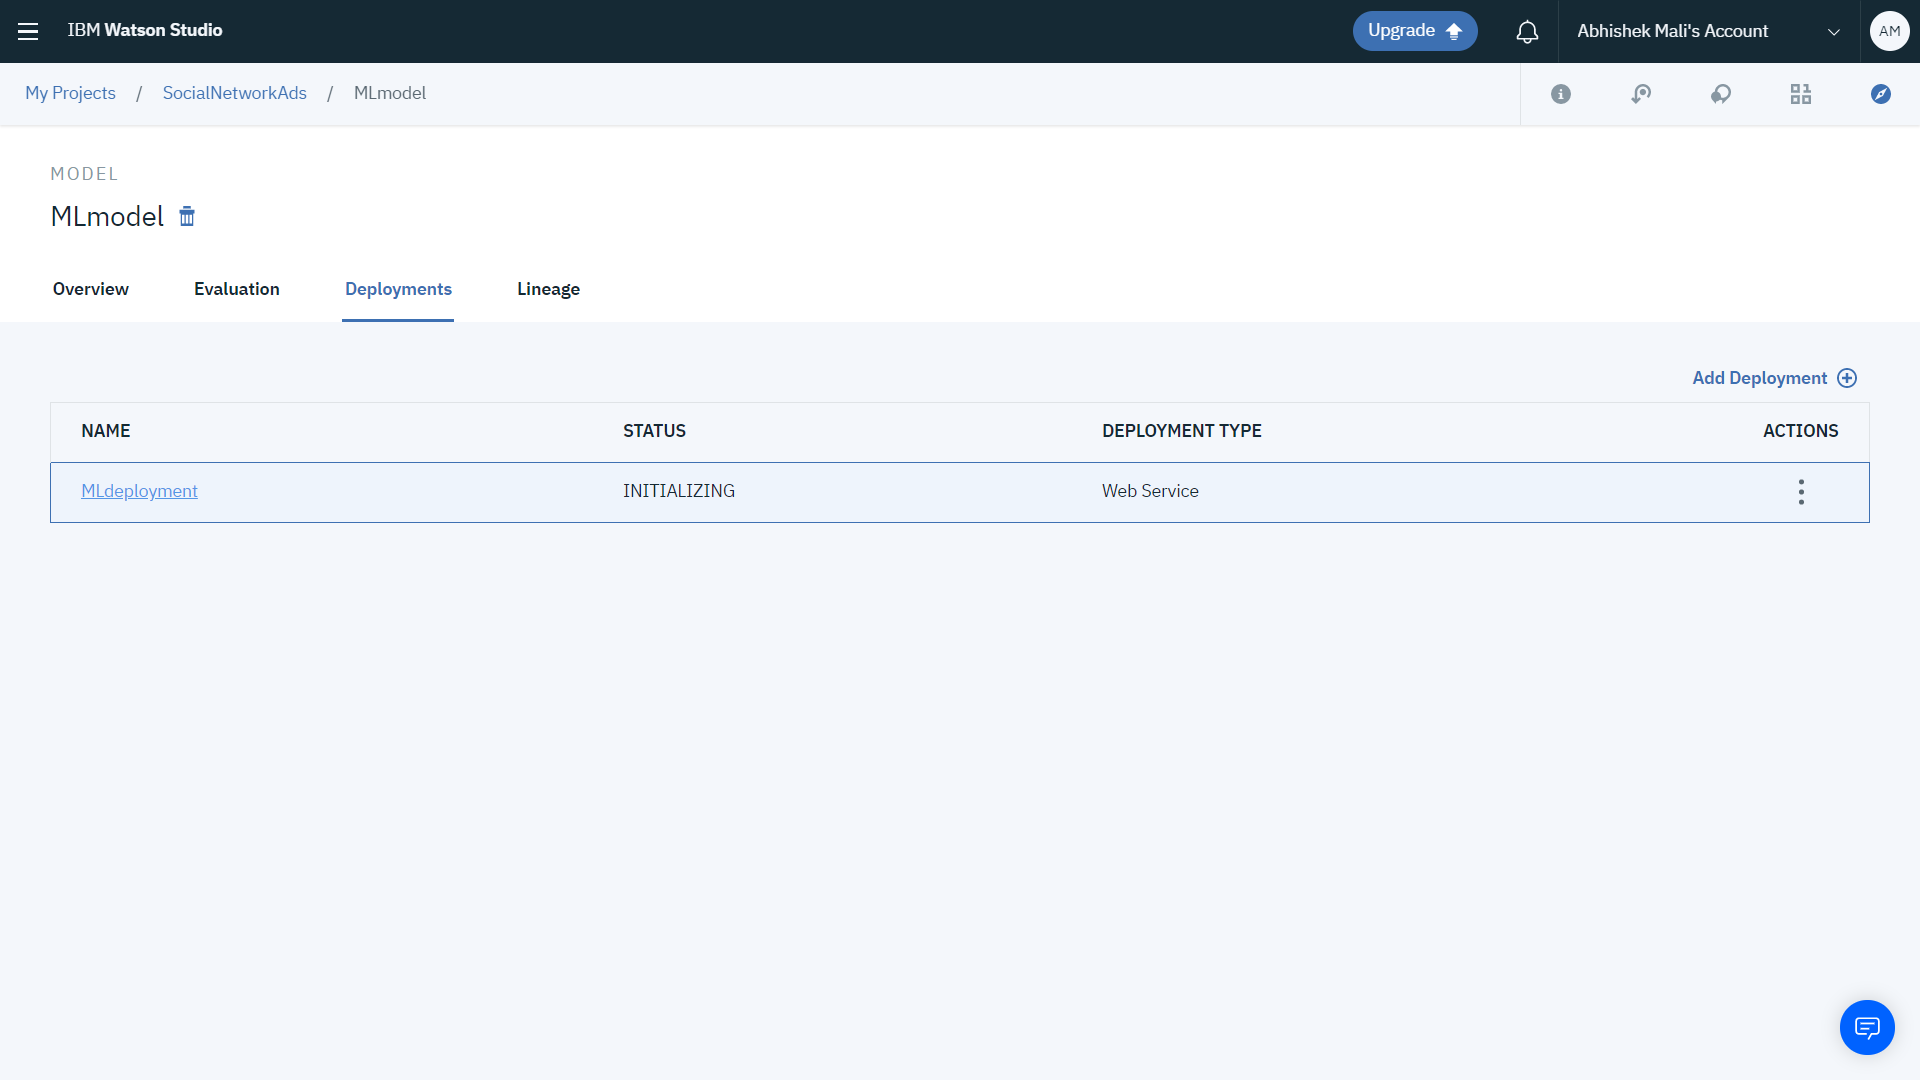 IBM Watson Studio
Upgrade
Abhishek Mali's Account
AM
My Projects / SocialNetworkAds / MLmodel
MODEL
MLmodel
Overview Evaluation Deployments Lineage
Add Deployment
NAME STATUS DEPLOYMENT TYPE ACTIONS
MLdeployment INITIALIZING Web Service